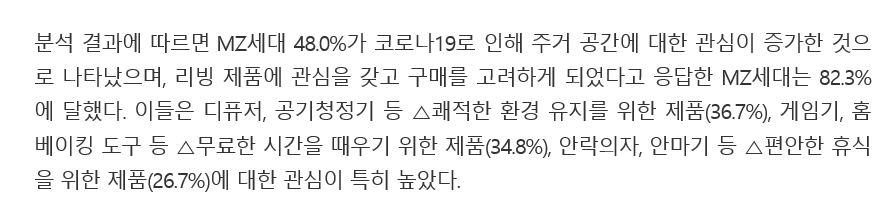 분석 결과에 따르면 MZ세대 48.0%가 코로나19로 인해 주거 공간에 대한 관심이 증가한 것으
로 나타났으며, 리빙 제품에 관심을 갖고 구매를 고려하게 되었다고 응답한 MZ세대는 82.3%
에 달했다. 이들은 디퓨저, 공기청정기 등 △쾌적한 환경 유지를 위한 제품(36.7%), 게임기, 홈
베이킹 도구 등 △무료한 시간을 때우기 위한 제품(34.8%), 안락의자, 안마기 등 △편안한 휴식
을 위한 제품(26.7%)에 대한 관심이 특히 높았다.